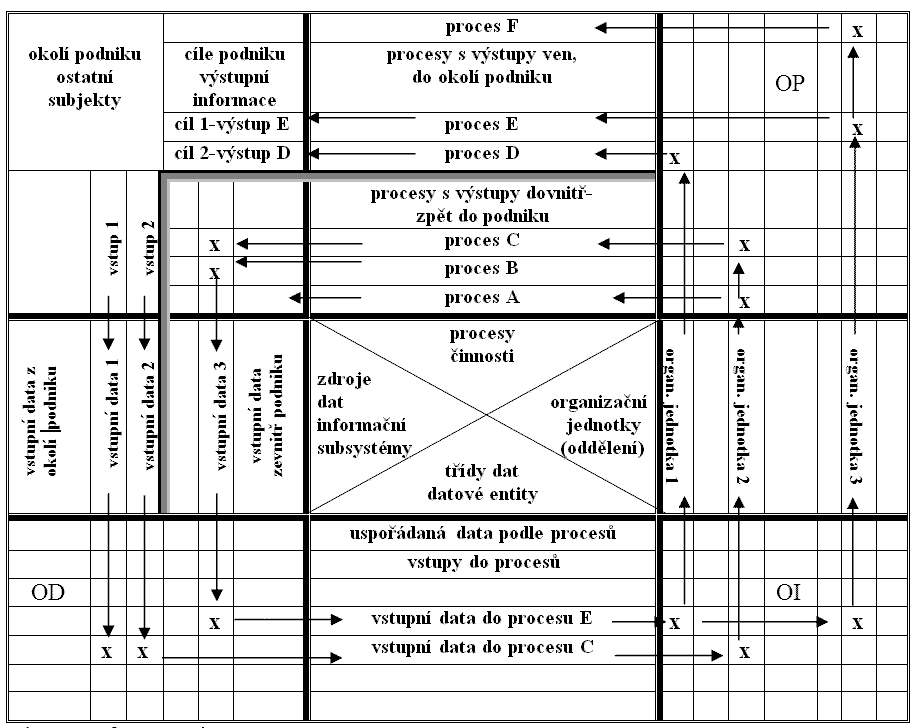 proces F
x
okolí podniku
ostatní
subjekty
cíle podniku
výstupní
informace
procesy s výstupy ven,
do okolí podniku
OP
cíl 1-výstup E
proces E
x
cíl 2-výstup D
proces D
x
procesy s výstupy dovnitř-
zpět do podniku
vstup 1
vstup 2
x
proces C
x
x
proces B
proces A
x
vstupní data z
okolí podniku
vstupní data 1
vstupní data 2
vstupní data 3
vstupní data
zevnitř podniku
procesy
činnosti
zdroje
dat
informační
subsystémy
organizační
jednotky
(oddělení)
třídy dat
datové entity
organ. jednotka 1
organ. jednotka 2
organ. jednotka 3
uspořádaná data podle procesů
vstupy do procesů
OD
OI
x
vstupní data do procesu E
x
x
x
x
vstupní data do procesu C
x